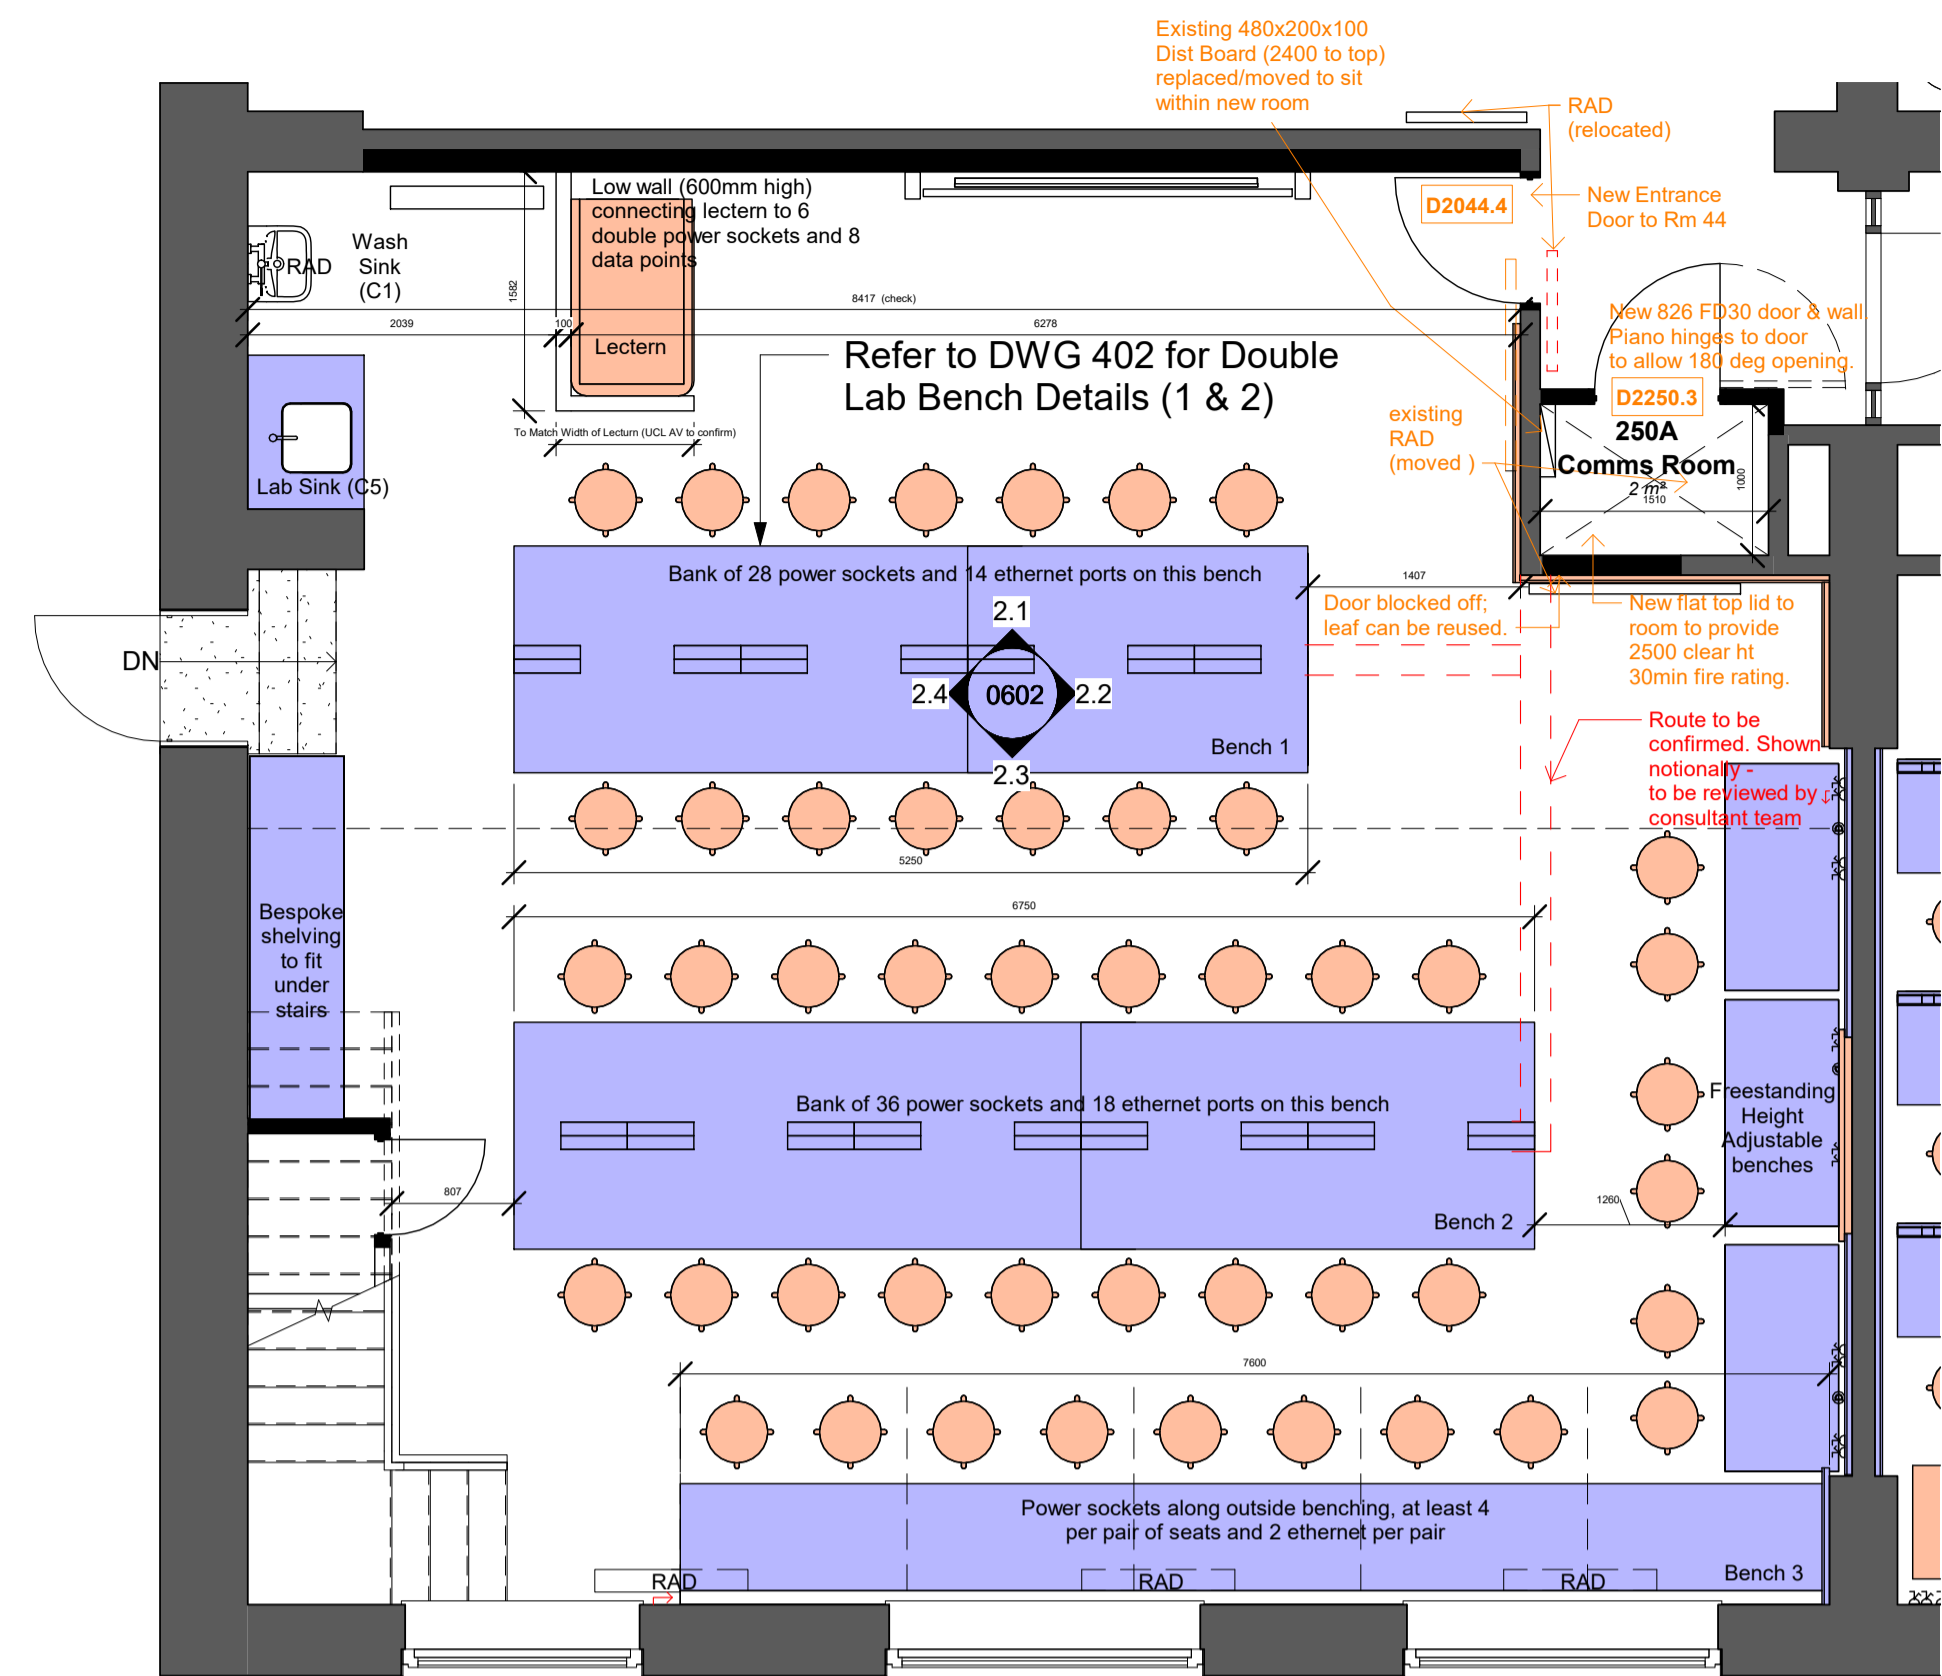 Existing 480x200x100
Dist Board (2400 to top)
replaced/moved to sit
within new room
RAD
(relocated)
D2044.4
New Entrance
Door to Rm 44
Low wall (600mm high)
connecting lectern to 6
double power sockets and 8
data points
Wash
Sink
(C1)
RAD
1582
8417 (check)
2039
100
6278
Lectern
Refer to DWG 402 for Double
Lab Bench Details (1 & 2)
New 826 FD30 door & wall.
Piano hinges to door
to allow 180 deg opening.
D2250.3
250A
Comms Room
2 m²
1510
1000
existing
RAD
(moved )
To Match Width of Lecturn (UCL AV to confirm)
Lab Sink (C5)
Bank of 28 power sockets and 14 ethernet ports on this bench
1407
Door blocked off;
leaf can be reused.
New flat top lid to
room to provide
2500 clear ht
30min fire rating.
2.1
2.4
0602
2.2
2.3
Bench 1
DN
Route to be
confirmed. Shown
notionally -
to be reviewed by
consultant team
5250
6750
Bespoke
shelving
to fit
under
stairs
Bank of 36 power sockets and 18 ethernet ports on this bench
Freestanding
Height
Adjustable
benches
807
Bench 2
1260
7600
Power sockets along outside benching, at least 4
per pair of seats and 2 ethernet per pair
Bench 3
RAD
RAD
RAD